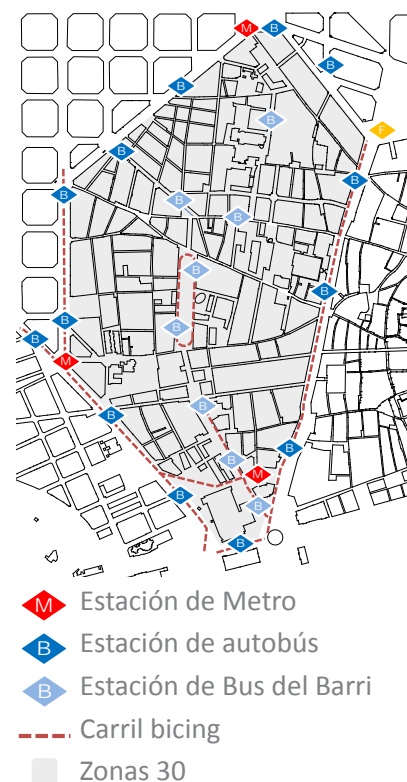 M B
B
B
B
F
B
B
B
B
B
B
B
B
B
B
M
B
B
B
B
M
B
B
B
M Estación de Metro
B Estación de autobús
B Estación de Bus del Barri
Carril bicing
Zonas 30